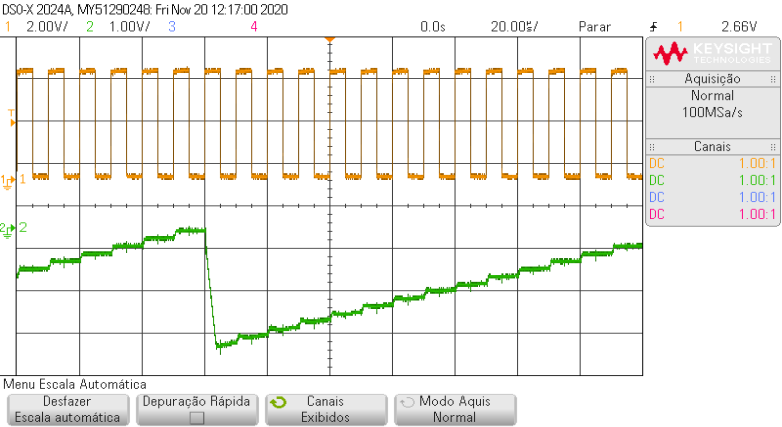 DSO-X 2024A, MY51290248: Fri Nov 20 12:17:00 2020
1 2.00V/ 2 1.00V/ 3 4 0.0s 20.00µs/ Parar 1 2.66V
KEYSIGHT
TECHNOLOGIES
Aquisição
Normal
100MSa/s
Canais
DC 1.00:1
DC 1.00:1
DC 1.00:1
DC 1.00:1
T
1 1
2 2
Menu Escala Automática
Desfazer
Escala automática
Depuração Rápida
Canais
Exibidos
Modo Aquis
Normal